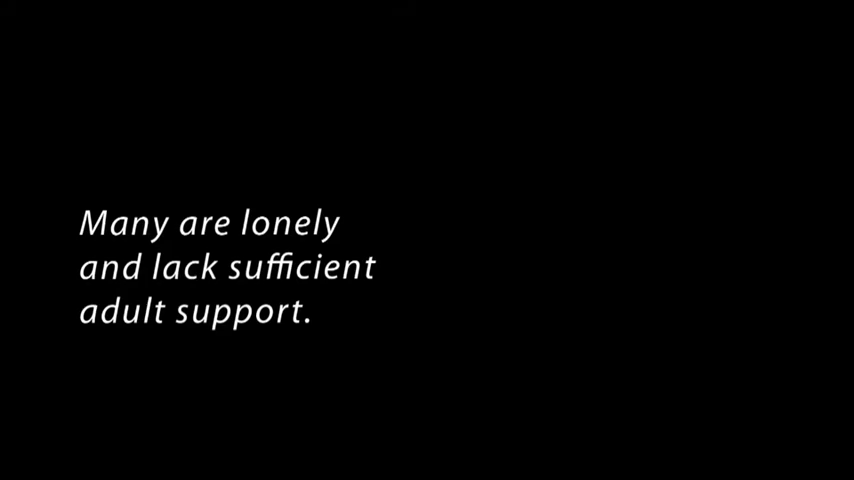 Many are lonely
and lack sufficient
adult support.